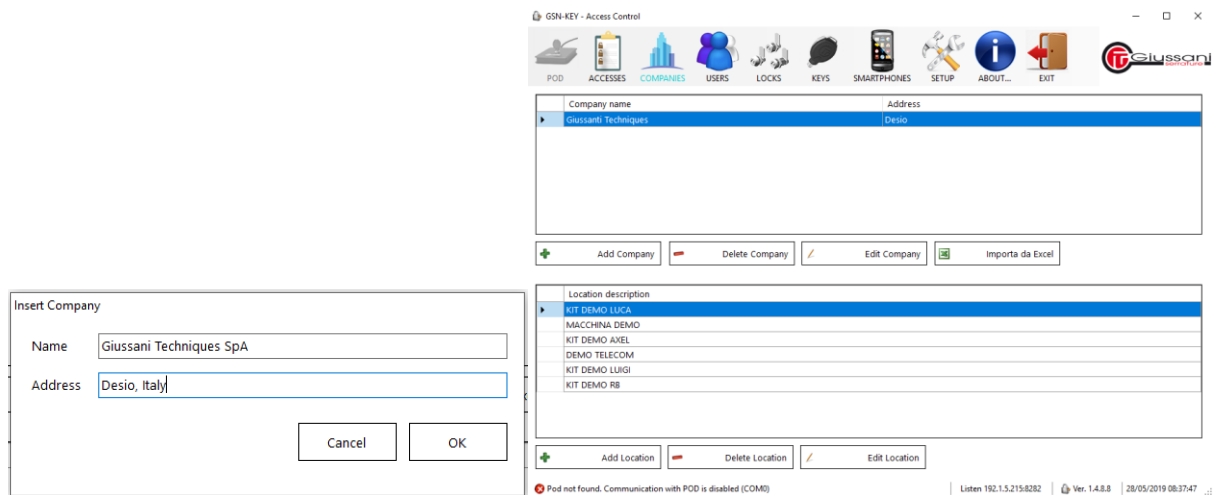 GSN-KEY - Access Control
POD ACCESSES COMPANIES USERS LOCKS KEYS SMARTPHONES SETUP ABOUT... EXIT
Giussani
serrature
Company name Address
Giussanti Techniques Desio
Add Company Delete Company Edit Company Importa da Excel
Location description
KIT DEMO LUCA
MACCHINA DEMO
KIT DEMO AXEL
DEMO TELECOM
KIT DEMO LUIGI
KIT DEMO RB
Add Location Delete Location Edit Location
Pod not found. Communication with POD is disabled (COM0) Listen 192.1.5.215:8282 Ver. 1.4.8.8 28/05/2019 08:37:47
Insert Company
Name Giussani Techniques SpA
Address Desio, Italy
Cancel OK